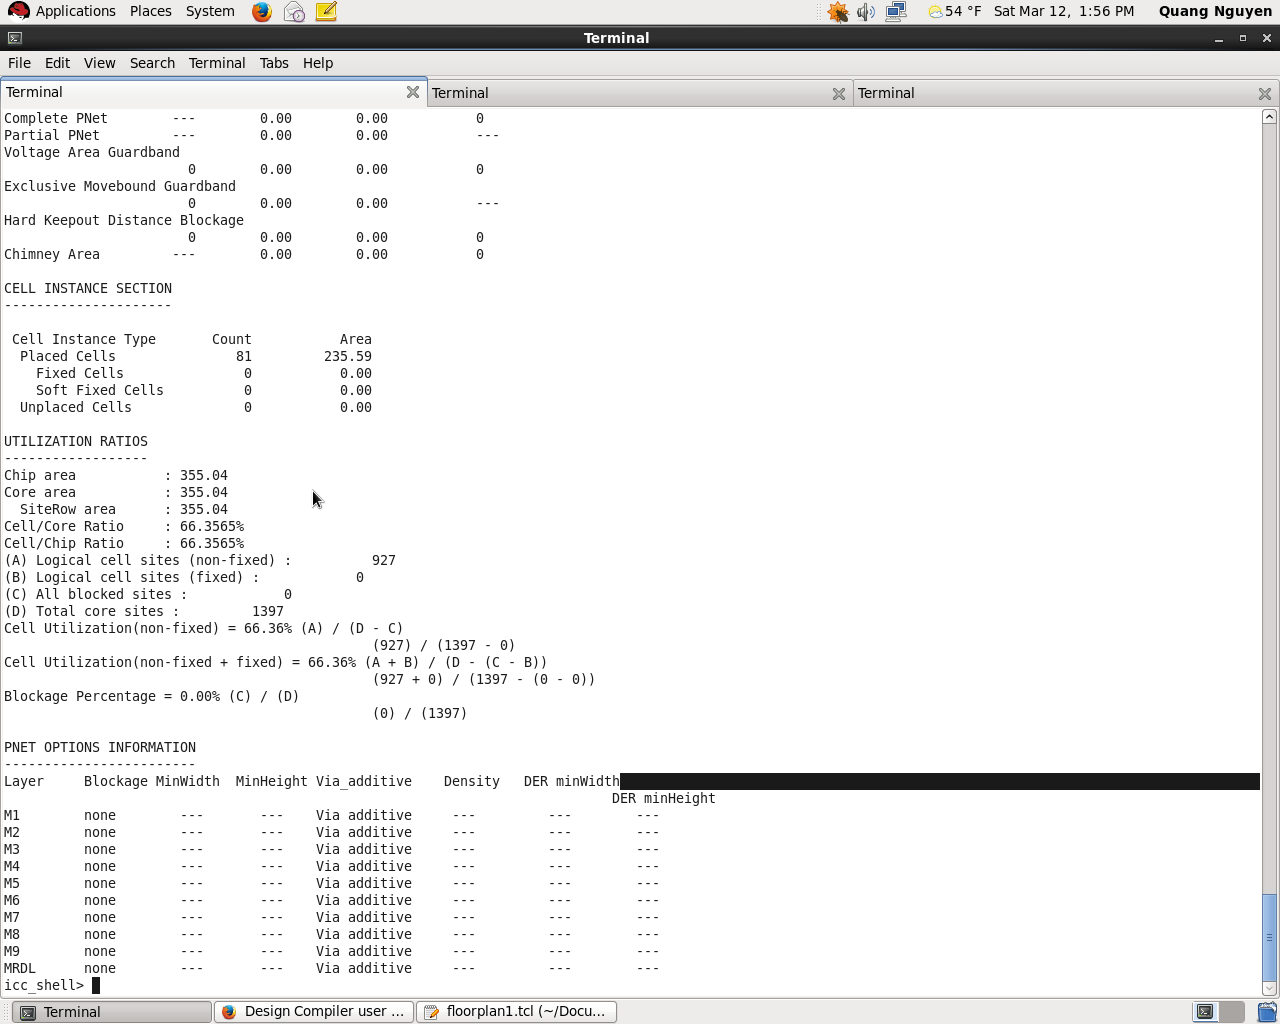 Applications Places System 54 °F Sat Mar 12, 1:56 PM Quang Nguyen
Terminal
File Edit View Search Terminal Tabs Help
Terminal Terminal Terminal
Complete PNet --- 0.00 0.00 0
Partial PNet --- 0.00 0.00 ---
Voltage Area Guardband
0 0.00 0.00 0
Exclusive Movebound Guardband
0 0.00 0.00 ---
Hard Keepout Distance Blockage
0 0.00 0.00 0
Chimney Area --- 0.00 0.00 0
CELL INSTANCE SECTION
---------------------
Cell Instance Type Count Area
Placed Cells 81 235.59
Fixed Cells 0 0.00
Soft Fixed Cells 0 0.00
Unplaced Cells 0 0.00
UTILIZATION RATIOS
------------------
Chip area : 355.04
Core area : 355.04
SiteRow area : 355.04
Cell/Core Ratio : 66.3565%
Cell/Chip Ratio : 66.3565%
(A) Logical cell sites (non-fixed) : 927
(B) Logical cell sites (fixed) : 0
(C) All blocked sites : 0
(D) Total core sites : 1397
Cell Utilization(non-fixed) = 66.36% (A) / (D - C)
(927) / (1397 - 0)
Cell Utilization(non-fixed + fixed) = 66.36% (A + B) / (D - (C - B))
(927 + 0) / (1397 - (0 - 0))
Blockage Percentage = 0.00% (C) / (D)
(0) / (1397)
PNET OPTIONS INFORMATION
------------------------
Layer Blockage MinWidth MinHeight Via_additive Density DER minWidth
DER minHeight
M1 none --- --- Via additive --- --- ---
M2 none --- --- Via additive --- --- ---
M3 none --- --- Via additive --- --- ---
M4 none --- --- Via additive --- --- ---
M5 none --- --- Via additive --- --- ---
M6 none --- --- Via additive --- --- ---
M7 none --- --- Via additive --- --- ---
M8 none --- --- Via additive --- --- ---
M9 none --- --- Via additive --- --- ---
MRDL none --- --- Via additive --- --- ---
icc_shell>
Terminal Design Compiler user ... floorplan1.tcl (~/Docu...